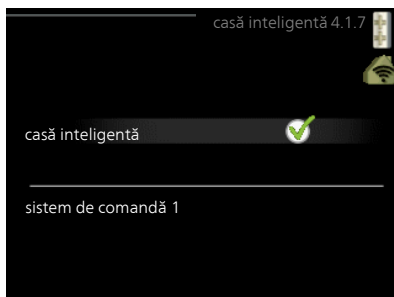 casă inteligentă 4.1.7
casă inteligentă
sistem de comandă 1